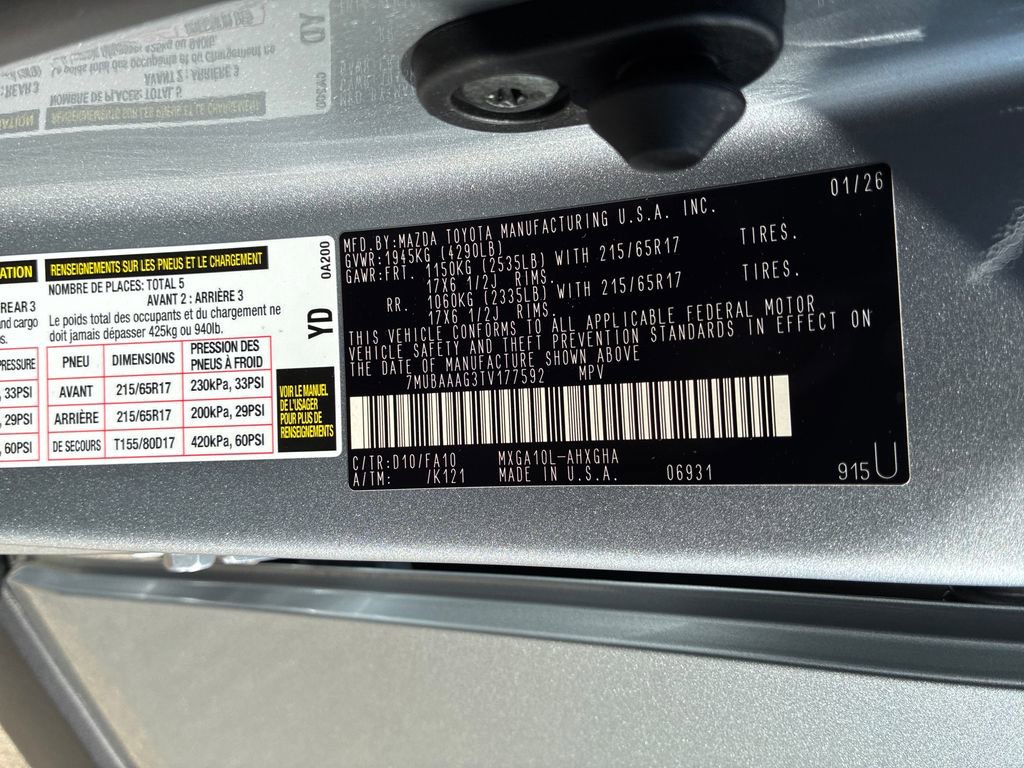 ATION
RENSEIGNEMENTS SUR LES PNEUS ET LE CHARGEMENT
NOMBRE DE PLACES: TOTAL 5
REAR 3
AVANT 2 : ARRIÈRE 3
and cargo
Le poids total des occupants et du chargement ne
doit jamais dépasser 425kg ou 940lb.
PRESSURE
PNEU DIMENSIONS PRESSION DES PNEUS À FROID
, 33PSI
AVANT 215/65R17 230kPa, 33PSI
, 29PSI
ARRIÈRE 215/65R17 200kPa, 29PSI
, 60PSI
DE SECOURS T155/80D17 420kPa, 60PSI
VOIR LE MANUEL
DE L'USAGER
POUR PLUS DE
RENSEIGNEMENTS
0A200
YD
01/26
MFD.BY:MAZDA TOYOTA MANUFACTURING U.S.A. INC.
GVWR:1945KG (4290LB)
GAWR:FRT. 1150KG (2535LB) WITH 215/65R17 TIRES.
17X6 1/2J RIMS.
RR. 1060KG (2335LB) WITH 215/65R17 TIRES.
17X6 1/2J RIMS.
THIS VEHICLE CONFORMS TO ALL APPLICABLE FEDERAL MOTOR
VEHICLE SAFETY AND THEFT PREVENTION STANDARDS IN EFFECT ON
THE DATE OF MANUFACTURE SHOWN ABOVE
7MUBAAAG3TV177592 MPV
C/TR:D10/FA10 MXGA10L-AHXGHA
A/TM: /K121 MADE IN U.S.A. 06931
915 U